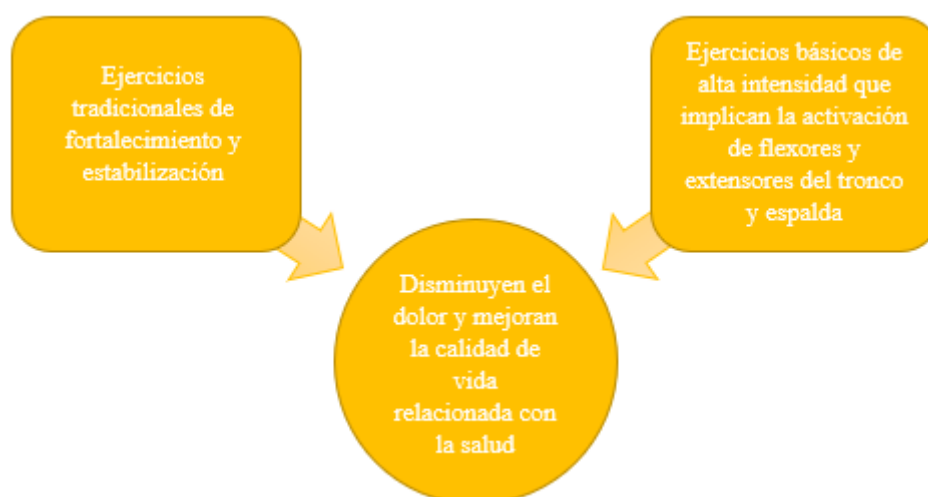 Ejercicios
tradicionales de
fortalecimiento y
estabilización
Ejercicios básicos de
alta intensidad que
implican la activación
de flexores y
extensores del tronco
y espalda
Disminuyen el
dolor y mejoran
la calidad de
vida
relacionada con
la salud